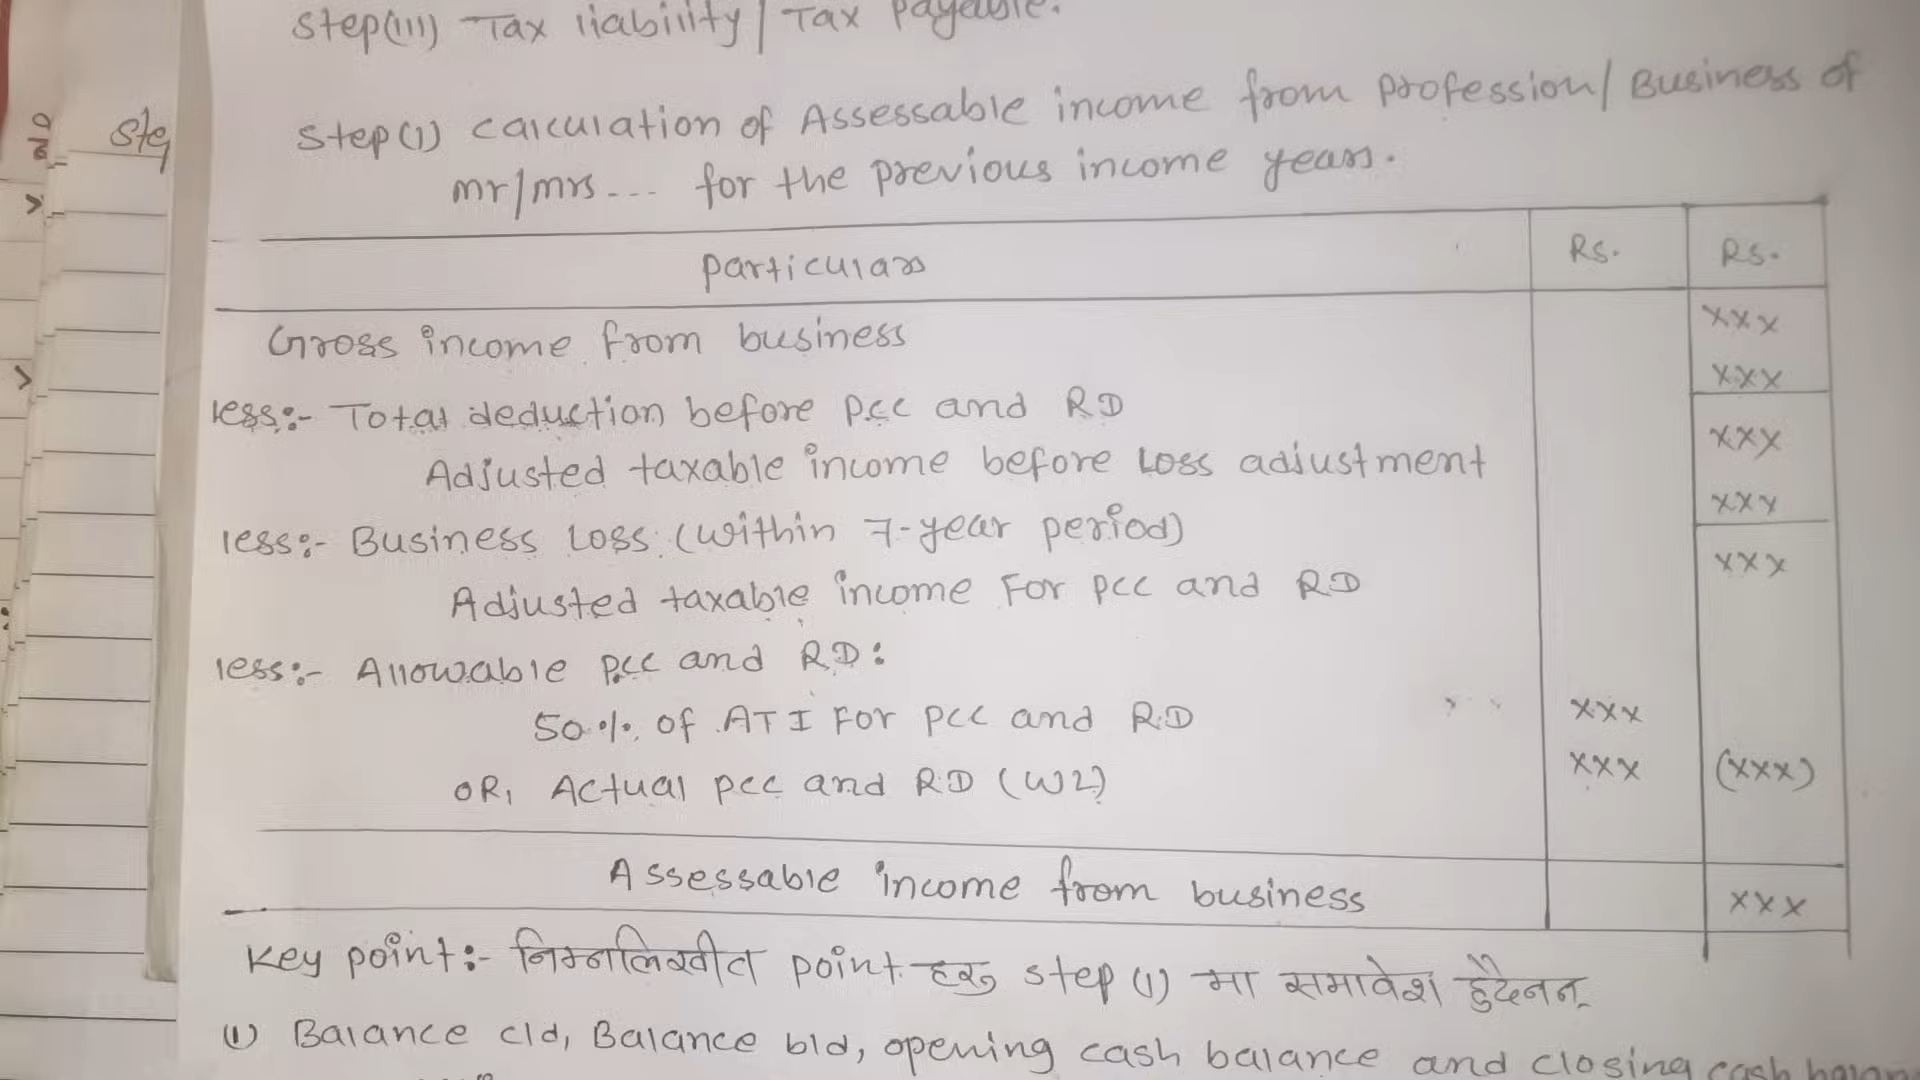 Step(III) Tax liability / Tax Payable.
Step(I) calculation of Assessable income from profession/Business of
mr/mrs... for the previous income years.
Ste
particulars Rs. Rs.
Gross income from business xxx
less:- Total deduction before pcc and RD xxx
Adjusted taxable income before Loss adjustment xxx
less:- Business Loss (within 7-year period) xxx
Adjusted taxable income For pcc and RD xxx
less:- Allowable pcc and RD:
50%. of ATI For pcc and RD xxx
OR, Actual pcc and RD (W2) xxx (xxx)
Assessable income from business xxx
Key point:- निम्नलिखीत point हरु step (I) मा समावेश हुँदैनन्
(I) Balance c/d, Balance b/d, opening cash balance and closing cash